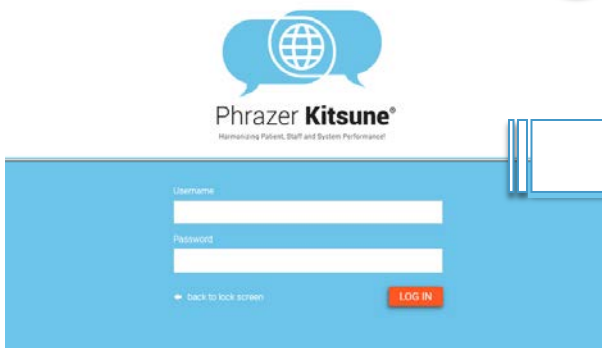 Phrazer Kitsune®
Harmonizing Patient, Staff and System Performance!
Username
Password
back to lock screen
LOG IN